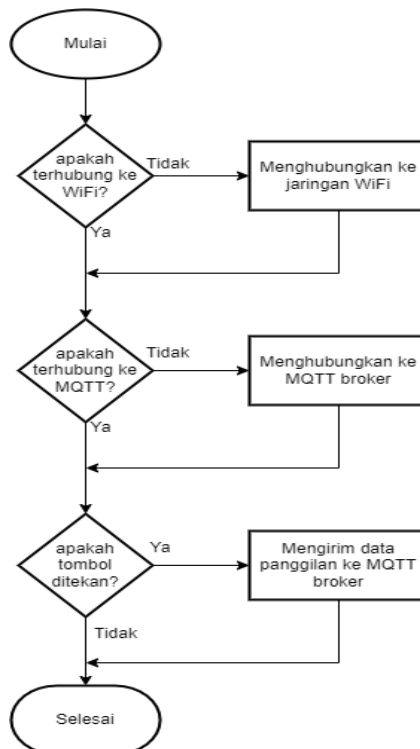 Mulai
apakah
terhubung ke
WiFi?
Tidak
Menghubungkan ke
jaringan WiFi
Ya
apakah
terhubung ke
MQTT?
Tidak
Menghubungkan ke
MQTT broker
Ya
apakah
tombol
ditekan?
Ya
Mengirim data
panggilan ke MQTT
broker
Tidak
Selesai